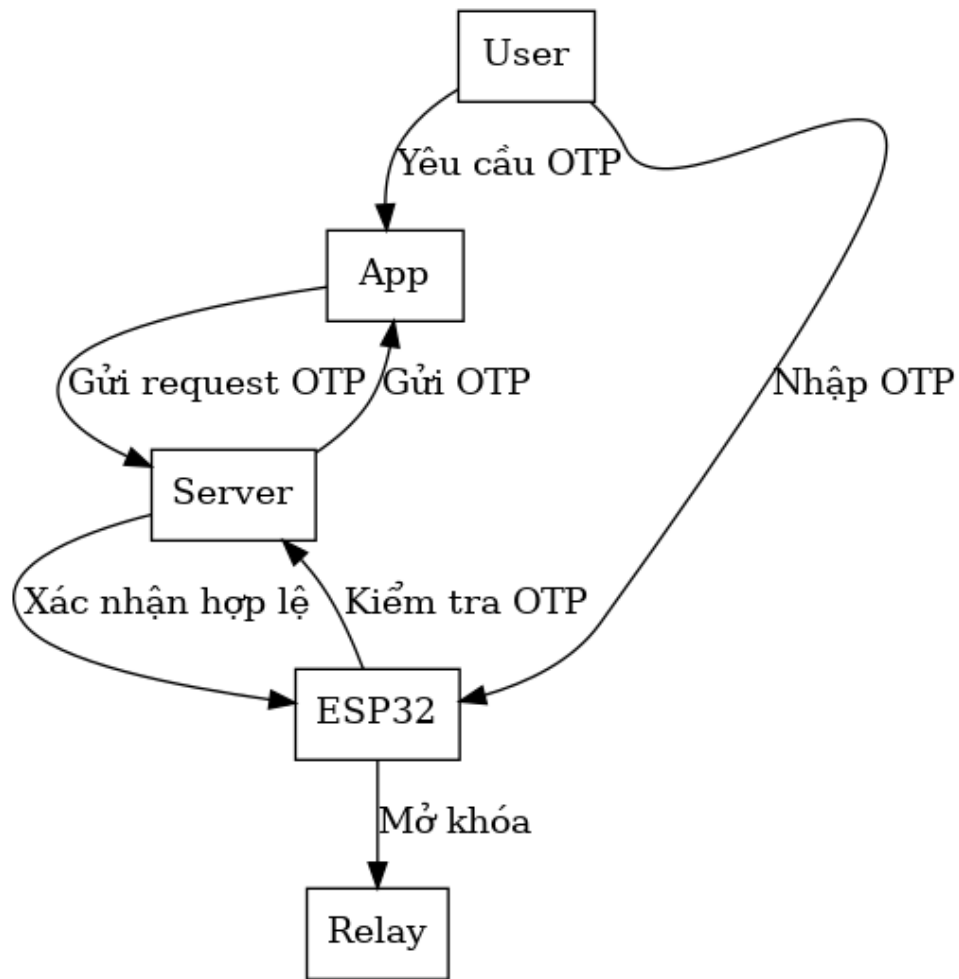 User
Yêu cầu OTP
App
Gửi request OTP
Gửi OTP
Nhập OTP
Server
Xác nhận hợp lệ
Kiểm tra OTP
ESP32
Mở khóa
Relay